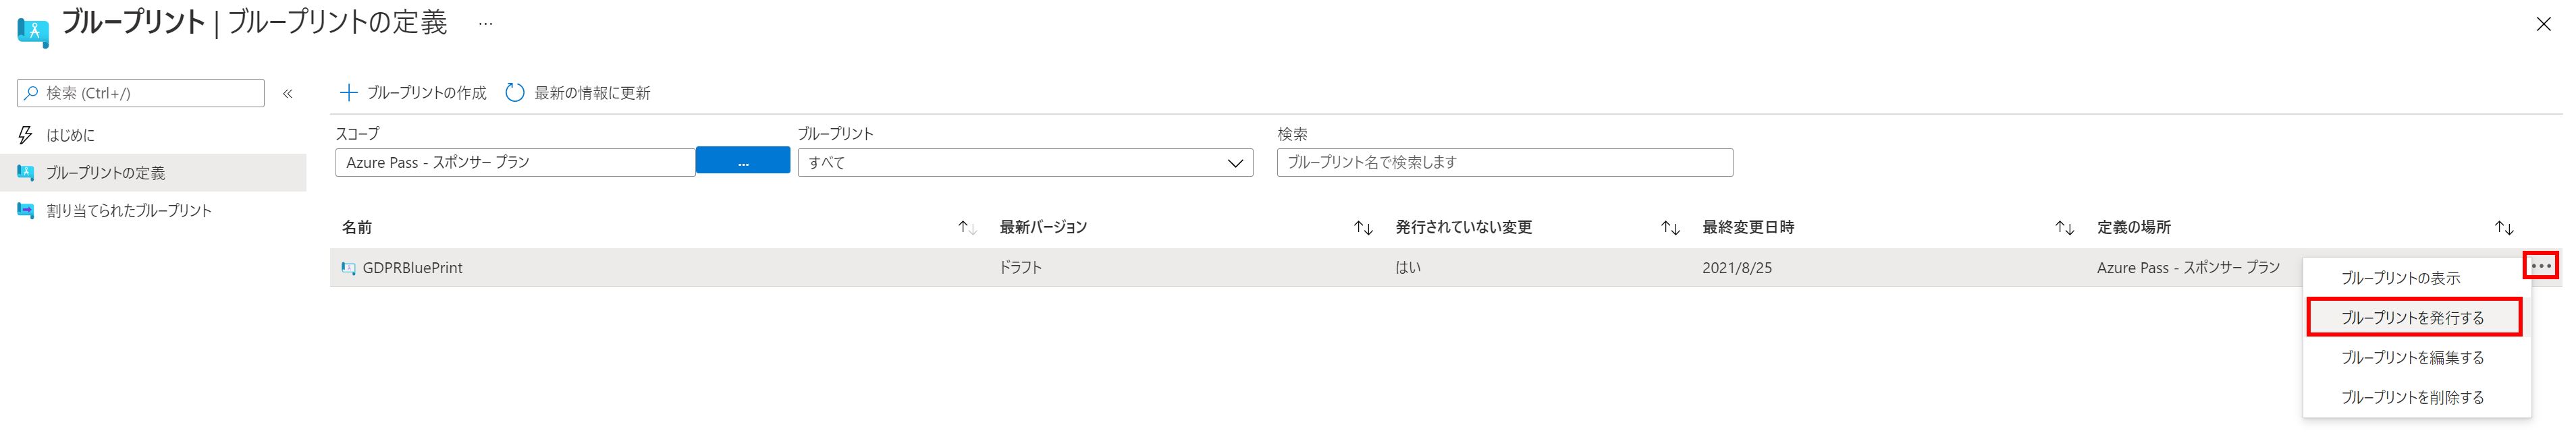 ブループリント | ブループリントの定義 ...
検索 (Ctrl+/) «
はじめに
ブループリントの定義
割り当てられたブループリント
ブループリントの作成 最新の情報に更新
スコープ ブループリント 検索
Azure Pass - スポンサー プラン ... すべて ブループリント名で検索します
名前 最新バージョン 発行されていない変更 最終変更日時 定義の場所
GDPRBluePrint ドラフト はい 2021/8/25 Azure Pass - スポンサー プラン ...
ブループリントの表示
ブループリントを発行する
ブループリントを編集する
ブループリントを削除する